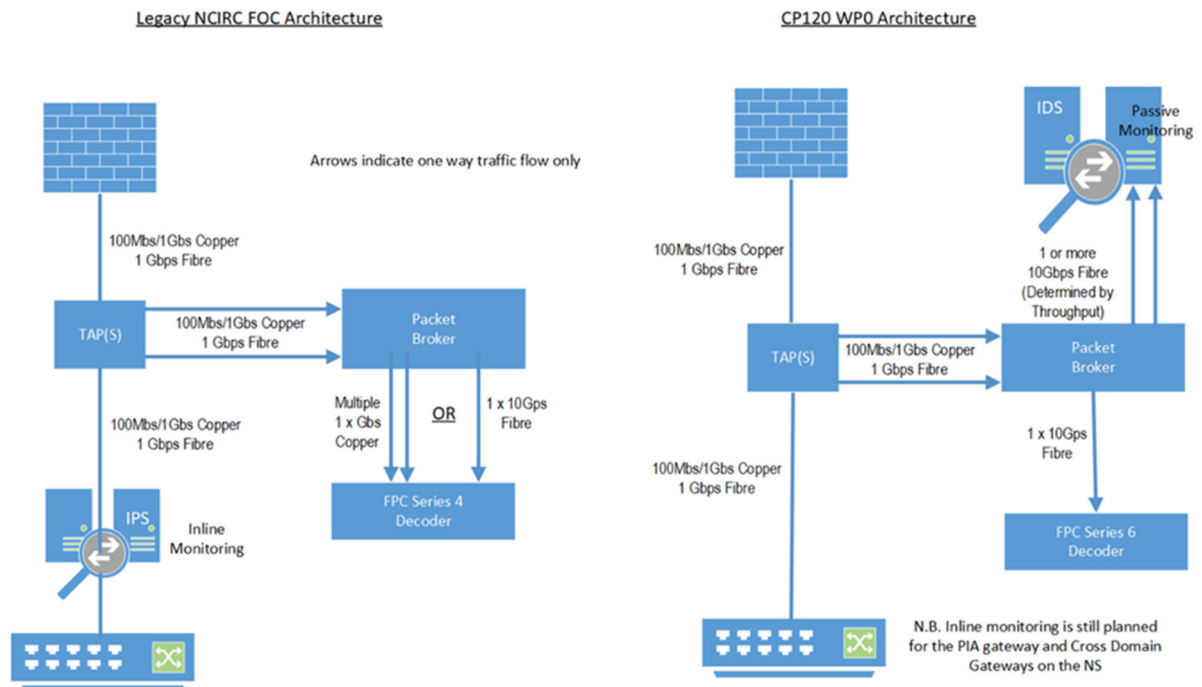 Legacy NCIRC FOC Architecture
Arrows indicate one way traffic flow only
100Mbs/1Gbs Copper
1 Gbps Fibre
TAP(S)
100Mbs/1Gbs Copper
1 Gbps Fibre
Packet
Broker
100Mbs/1Gbs Copper
1 Gbps Fibre
Multiple
1 x Gbs
Copper
OR
1 x 10Gps
Fibre
FPC Series 4
Decoder
IPS
Inline
Monitoring
CP120 WP0 Architecture
IDS
Passive
Monitoring
100Mbs/1Gbs Copper
1 Gbps Fibre
1 or more
10Gbps Fibre
(Determined by
Throughput)
TAP(S)
100Mbs/1Gbs Copper
1 Gbps Fibre
Packet
Broker
100Mbs/1Gbs Copper
1 Gbps Fibre
1 x 10Gps
Fibre
FPC Series 6
Decoder
N.B. Inline monitoring is still planned
for the PIA gateway and Cross Domain
Gateways on the NS